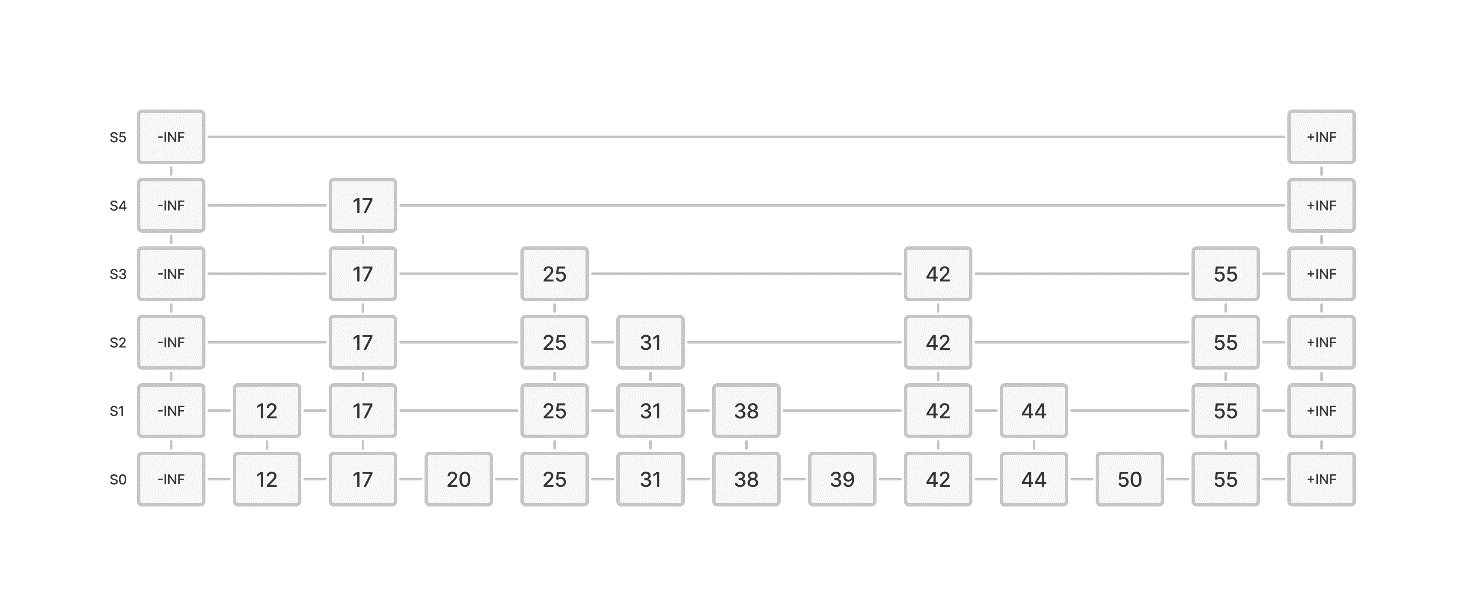 S5 -INF +INF
S4 -INF 17 +INF
S3 -INF 17 25 42 55 +INF
S2 -INF 17 25 31 42 55 +INF
S1 -INF 12 17 25 31 38 42 44 55 +INF
S0 -INF 12 17 20 25 31 38 39 42 44 50 55 +INF